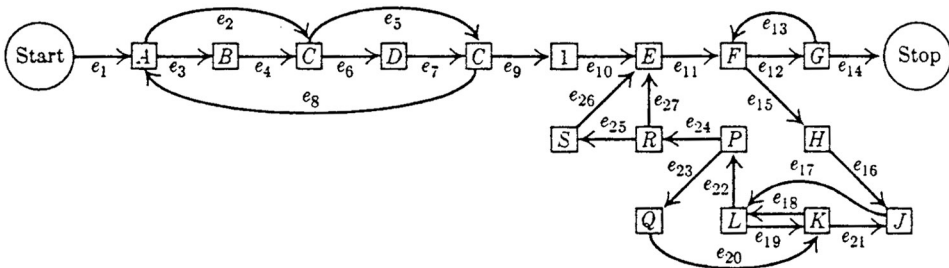 e13
e2 e5
Start A B C D C 1 E F G Stop
e1 e3 e4 e6 e7 e9 e10 e11 e12 e14
e8 e26 e27 e15
S e25 R e24 P H
e23 e22 e17 e16
e18
Q L K J
e19 e21
e20